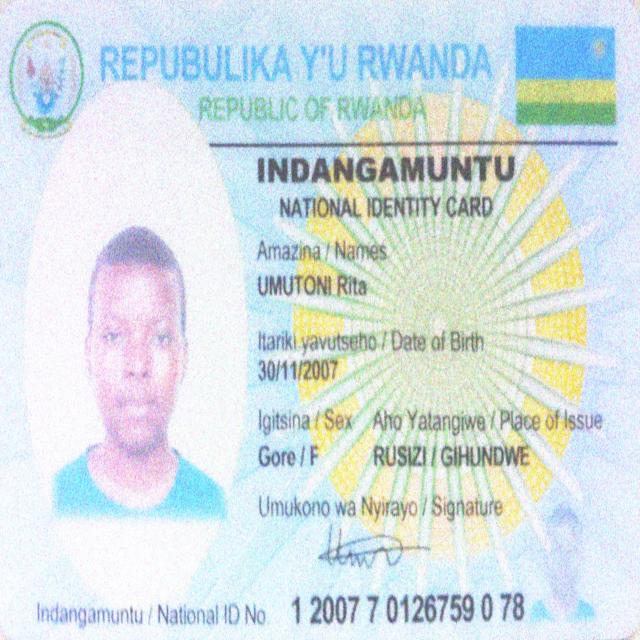 REPUBULIKA Y'U RWANDA
REPUBLIC OF RWANDA
INDANGAMUNTU
NATIONAL IDENTITY CARD
Amazina / Names
UMUTONI Rita
Itariki yavutseho / Date of Birth
30/11/2007
Igitsina / Sex Aho Yatangiwe / Place of Issue
Gore / F RUSIZI / GIHUNDWE
Umukono wa Nyirayo / Signature
Indangamuntu / National ID No. 1 2007 7 0126759 0 78